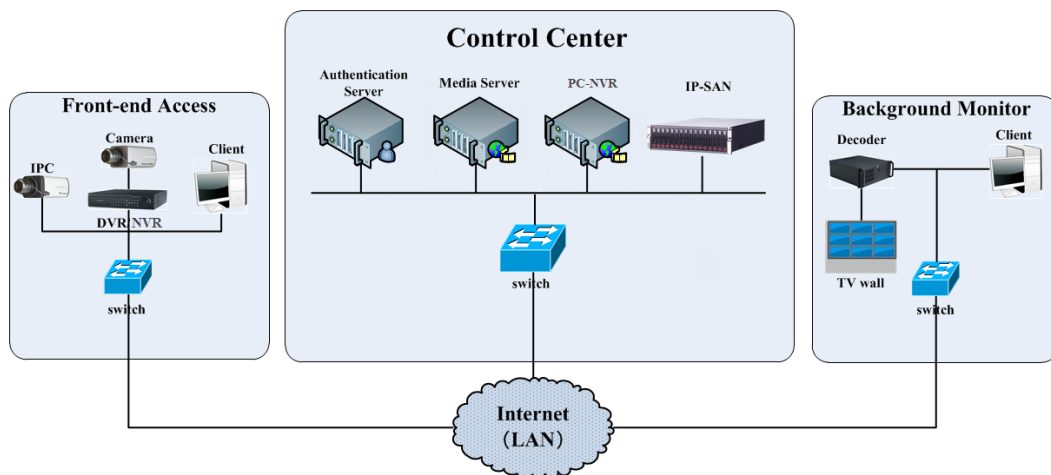 Control Center
Authentication
Server
Media Server
PC-NVR
IP-SAN
switch
Front-end Access
Camera
IPC
Client
DVR/NVR
switch
Background Monitor
Decoder
Client
TV wall
switch
Internet
(LAN)